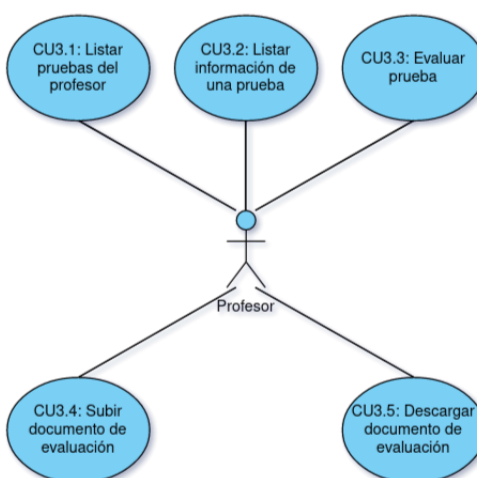 CU3.1: Listar
pruebas del
profesor
CU3.2: Listar
información de
una prueba
CU3.3: Evaluar
prueba
Profesor
CU3.4: Subir
documento de
evaluación
CU3.5: Descargar
documento de
evaluación